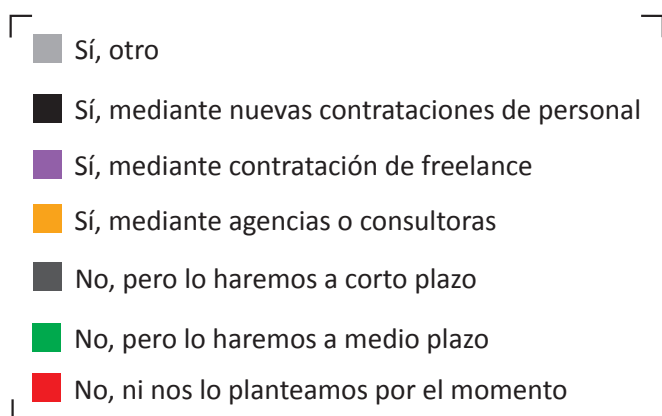 Sí, otro
Sí, mediante nuevas contrataciones de personal
Sí, mediante contratación de freelance
Sí, mediante agencias o consultoras
No, pero lo haremos a corto plazo
No, pero lo haremos a medio plazo
No, ni nos lo planteamos por el momento